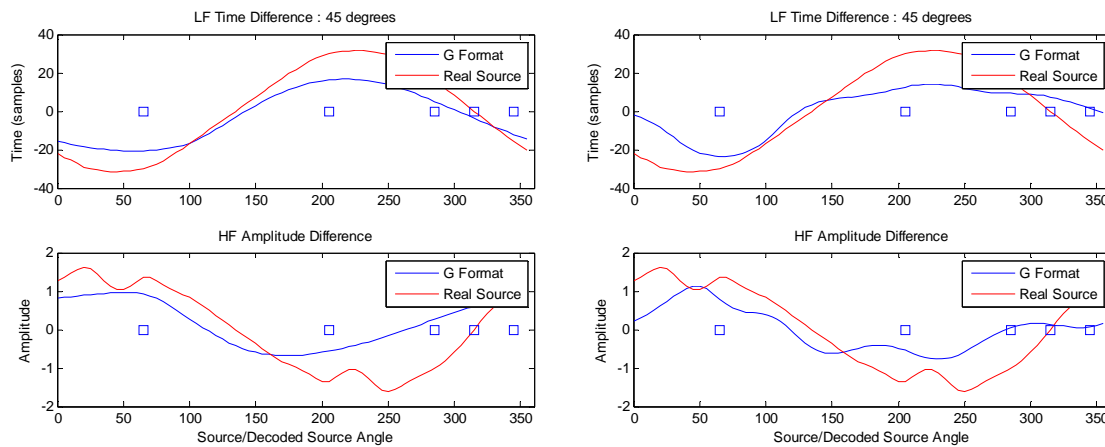 LF Time Difference : 45 degrees
40
20
0
-20
-40
Time (samples)
G Format
Real Source
0 50 100 150 200 250 300 350
HF Amplitude Difference
2
1
0
-1
-2
Amplitude
G Format
Real Source
0 50 100 150 200 250 300 350
Source/Decoded Source Angle
LF Time Difference : 45 degrees
40
20
0
-20
-40
Time (samples)
G Format
Real Source
0 50 100 150 200 250 300 350
HF Amplitude Difference
2
1
0
-1
-2
Amplitude
G Format
Real Source
0 50 100 150 200 250 300 350
Source/Decoded Source Angle